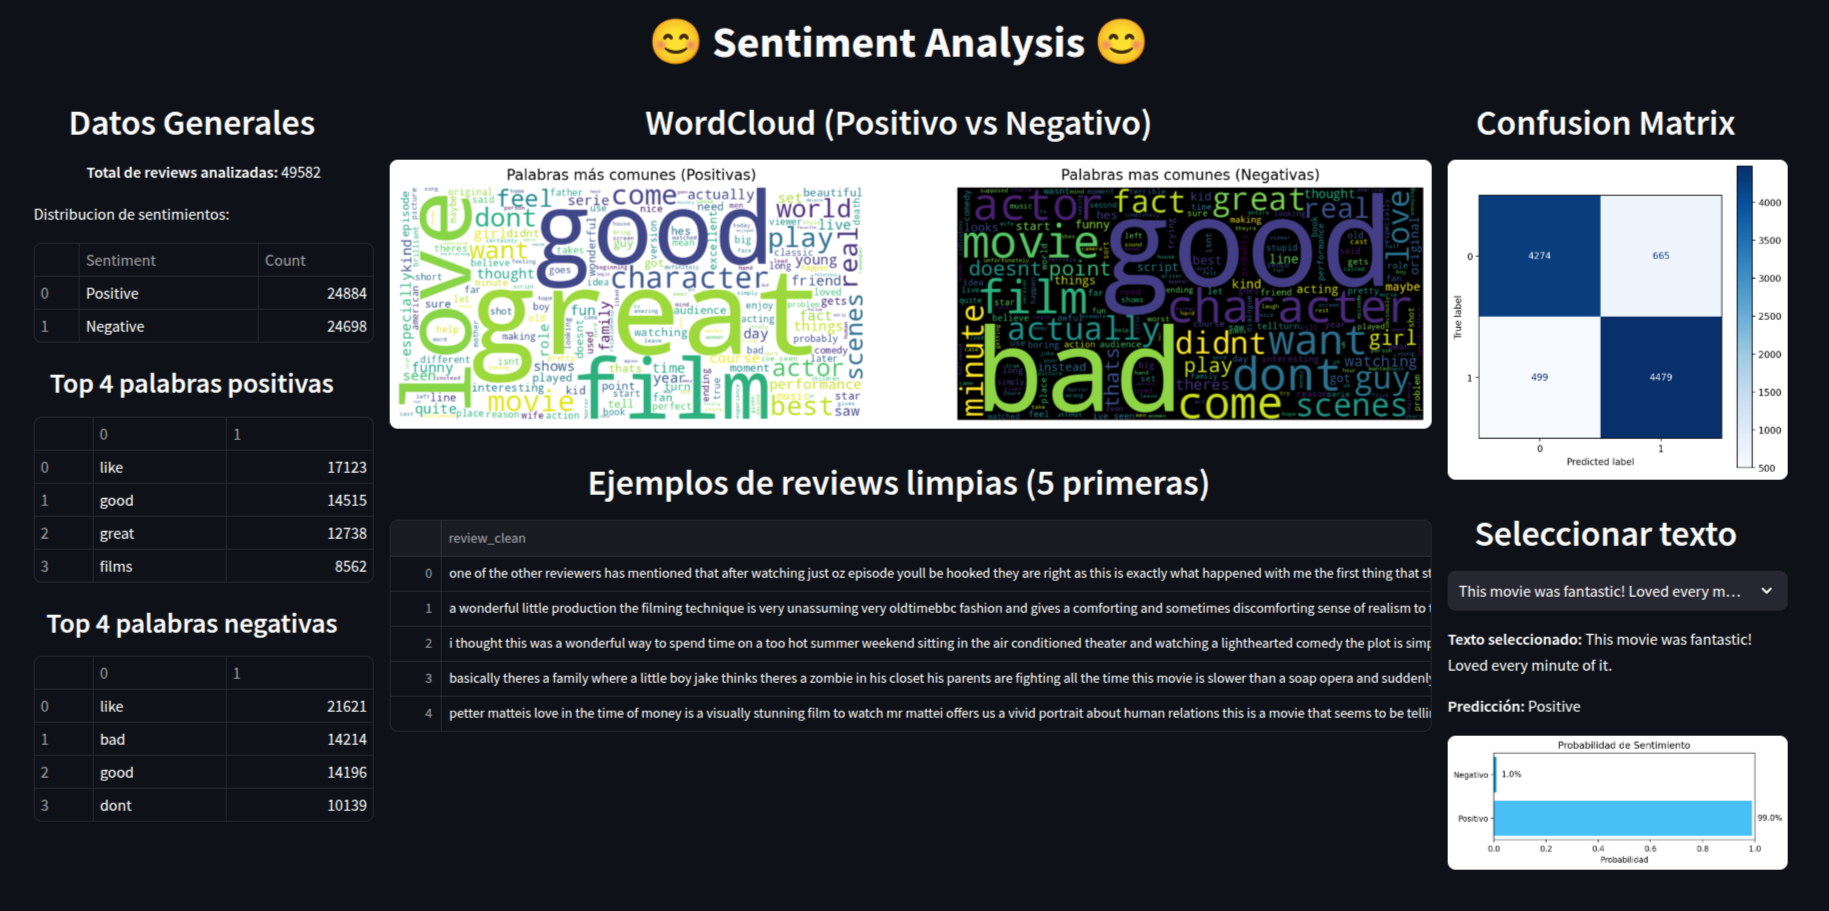 😊 Sentiment Analysis 😊
Datos Generales
Total de reviews analizadas: 49582
Distribucion de sentimientos:
Sentiment Count
0 Positive 24884
1 Negative 24698
Top 4 palabras positivas
0 1
0 like 17123
1 good 14515
2 great 12738
3 films 8562
Top 4 palabras negativas
0 1
0 like 21621
1 bad 14214
2 good 14196
3 dont 10139
WordCloud (Positivo vs Negativo)
Palabras más comunes (Positivas)
love
good
great
film
character
movie
come
actually
feel
serie
dont
want
world
play
real
scenes
actor
best
performance
beautiful
family
watching
audience
things
shows
day
time
year
role
fun
funny
quite
interesting
thought
friend
young
excellent
wonderful
especially
kind
episode
Palabras mas comunes (Negativas)
good
bad
film
movie
character
actor
fact
great
real
love
actually
didnt
want
dont
guy
girl
come
scenes
play
minute
doesnt
point
script
line
kind
acting
maybe
thats
theres
watching
thought
funny
start
instead
original
Ejemplos de reviews limpias (5 primeras)
review_clean
0 one of the other reviewers has mentioned that after watching just oz episode youll be hooked they are right as this is exactly what happened with me the first thing that st
1 a wonderful little production the filming technique is very unassuming very oldtimebbc fashion and gives a comforting and sometimes discomforting sense of realism to t
2 i thought this was a wonderful way to spend time on a too hot summer weekend sitting in the air conditioned theater and watching a lighthearted comedy the plot is simp
3 basically theres a family where a little boy jake thinks theres a zombie in his closet his parents are fighting all the time this movie is slower than a soap opera and suddenly
4 petter matteis love in the time of money is a visually stunning film to watch mr mattei offers us a vivid portrait about human relations this is a movie that seems to be tellin
Confusion Matrix
True label
0
1
4274 665
499 4479
0 1
Predicted label
4000
3500
3000
2500
2000
1500
1000
500
Seleccionar texto
This movie was fantastic! Loved every m...
Texto seleccionado: This movie was fantastic!
Loved every minute of it.
Predicción: Positive
Probabilidad de Sentimiento
Negativo 1.0%
Positivo 99.0%
0.0 0.2 0.4 0.6 0.8 1.0
Probabilidad